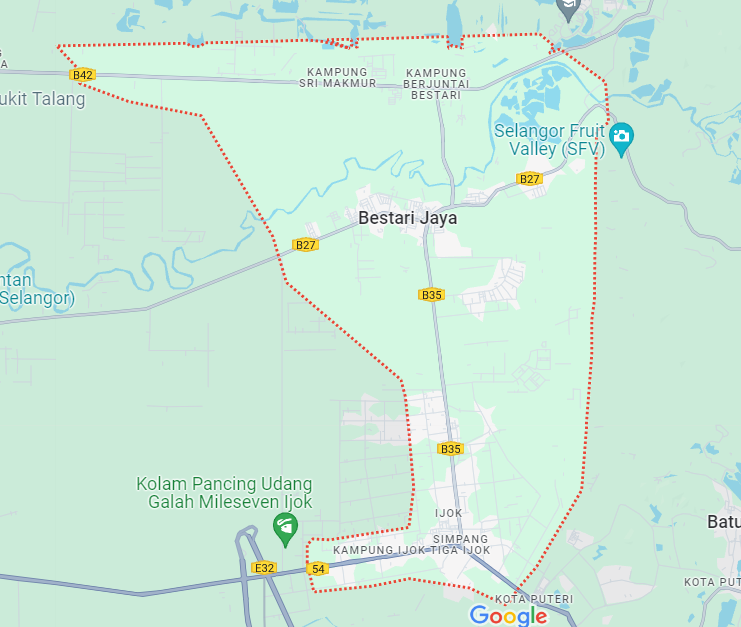 KAMPUNG
SRI MAKMUR
KAMPUNG
BERJUNTAI
BESTARI
B42
ukit Talang
Selangor Fruit
Valley (SFV)
B27
Bestari Jaya
B27
ntan
Selangor)
B35
B35
Kolam Pancing Udang
Galah Mileseven Ijok
IJOK
Batu
SIMPANG
KAMPUNG IJOK TIGA IJOK
E32
54
KOTA PUT
KOTA PUTERI
Google